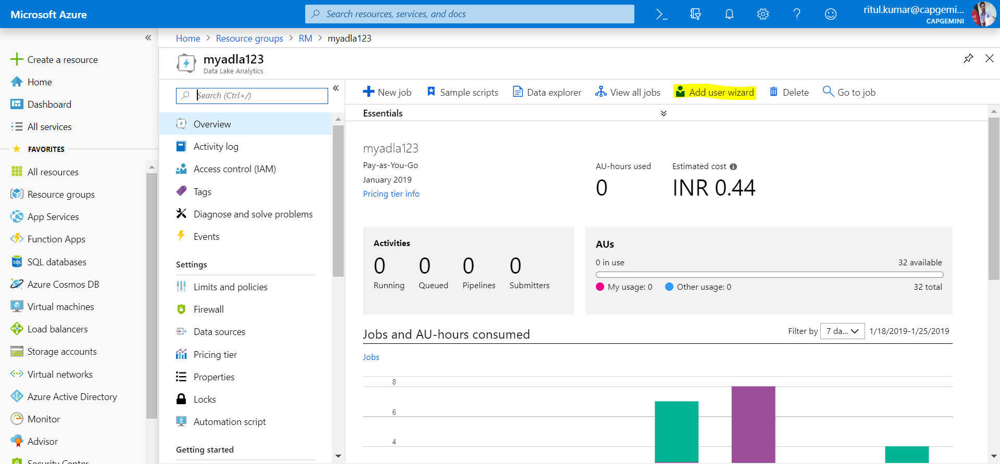 Microsoft Azure
Search resources, services, and docs
ritul.kumar@capgemi...
CAPGEMINI
Home > Resource groups > RM > myadla123
Create a resource
Home
Dashboard
All services
FAVORITES
All resources
Resource groups
App Services
Function Apps
SQL databases
Azure Cosmos DB
Virtual machines
Load balancers
Storage accounts
Virtual networks
Azure Active Directory
Monitor
Advisor
Security Center
myadla123
Data Lake Analytics
Search (Ctrl+/)
Overview
Activity log
Access control (IAM)
Tags
Diagnose and solve problems
Events
Settings
Limits and policies
Firewall
Data sources
Pricing tier
Properties
Locks
Automation script
Getting started
New job Sample scripts Data explorer View all jobs Add user wizard Delete Go to job
Essentials
myadla123
Pay-as-You-Go
January 2019
Pricing tier info
AU-hours used
0
Estimated cost
INR 0.44
Activities
0 0 0 0
Running Queued Pipelines Submitters
AUs
0 in use 32 available
My usage: 0 Other usage: 0 32 total
Jobs and AU-hours consumed
Filter by 7 da... 1/18/2019-1/25/2019
Jobs
8
6
4